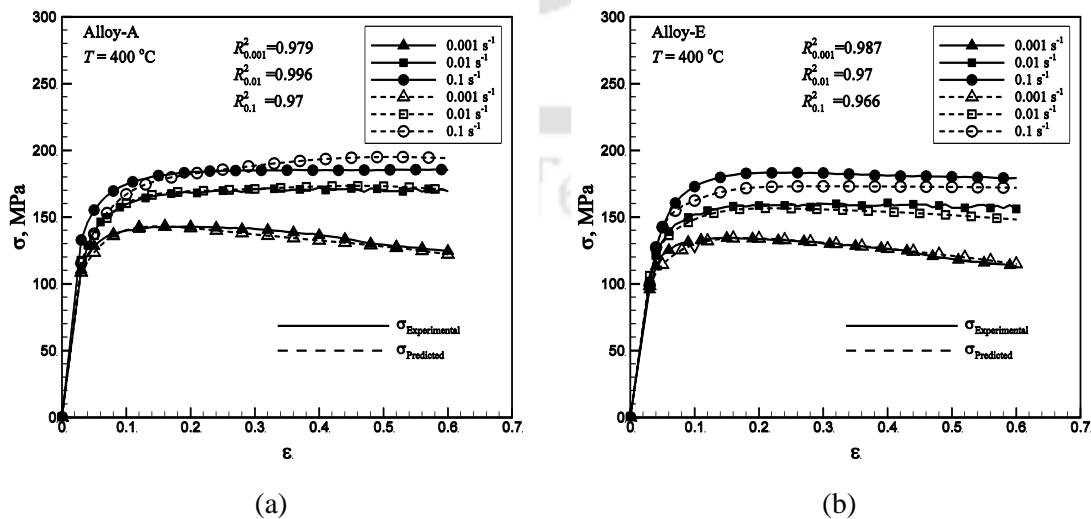 Alloy-A
T = 400 °C
R²0.001=0.979
R²0.01=0.996
R²0.1=0.97
0.001 s⁻¹
0.01 s⁻¹
0.1 s⁻¹
0.001 s⁻¹
0.01 s⁻¹
0.1 s⁻¹
σ, MPa
300
250
200
150
100
50
0
σExperimental
σPredicted
0. 0.1 0.2 0.3 0.4 0.5 0.6 0.7
ε
(a)
Alloy-E
T = 400 °C
R²0.001=0.987
R²0.01=0.97
R²0.1=0.966
0.001 s⁻¹
0.01 s⁻¹
0.1 s⁻¹
0.001 s⁻¹
0.01 s⁻¹
0.1 s⁻¹
σ, MPa
300
250
200
150
100
50
0
σExperimental
σPredicted
0. 0.1 0.2 0.3 0.4 0.5 0.6 0.7
ε
(b)